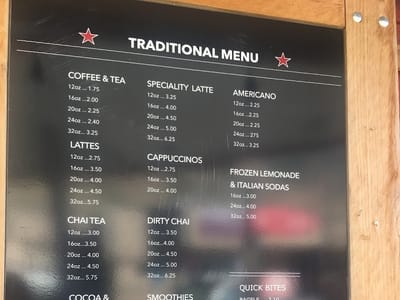 TRADITIONAL MENU
COFFEE & TEA
12oz ... 1.75
16oz ...2.00
20oz ... 2.25
24oz ... 2.40
32oz... 3.25
LATTES
12oz ...2.75
16oz ... 3.50
20oz ... 4.00
24oz ... 4.50
32oz...5.75
CHAI TEA
12oz ....3.00
16oz...3.50
20oz ... 4.00
24oz ... 4.50
32oz.... 5.75
COCOA &
SPECIALITY LATTE
12oz ... 3.25
16oz ... 4.00
20oz ... 4.50
24oz ... 5.00
32oz...6.25
CAPPUCCINOS
12oz ...2.75
16oz ... 3.50
20oz ... 4.00
DIRTY CHAI
12oz ... 3.50
16oz...4.00
20oz ... 4.50
24oz ... 5.00
32oz... 6.25
SMOOTHIES
AMERICANO
12oz ... 2.25
16oz ... 2.25
20oz ... 2.25
24oz ... 275
32oz ... 3.25
FROZEN LEMONADE
& ITALIAN SODAS
16oz ...3.00
24oz... 4.00
32oz... 5.00
QUICK BITES